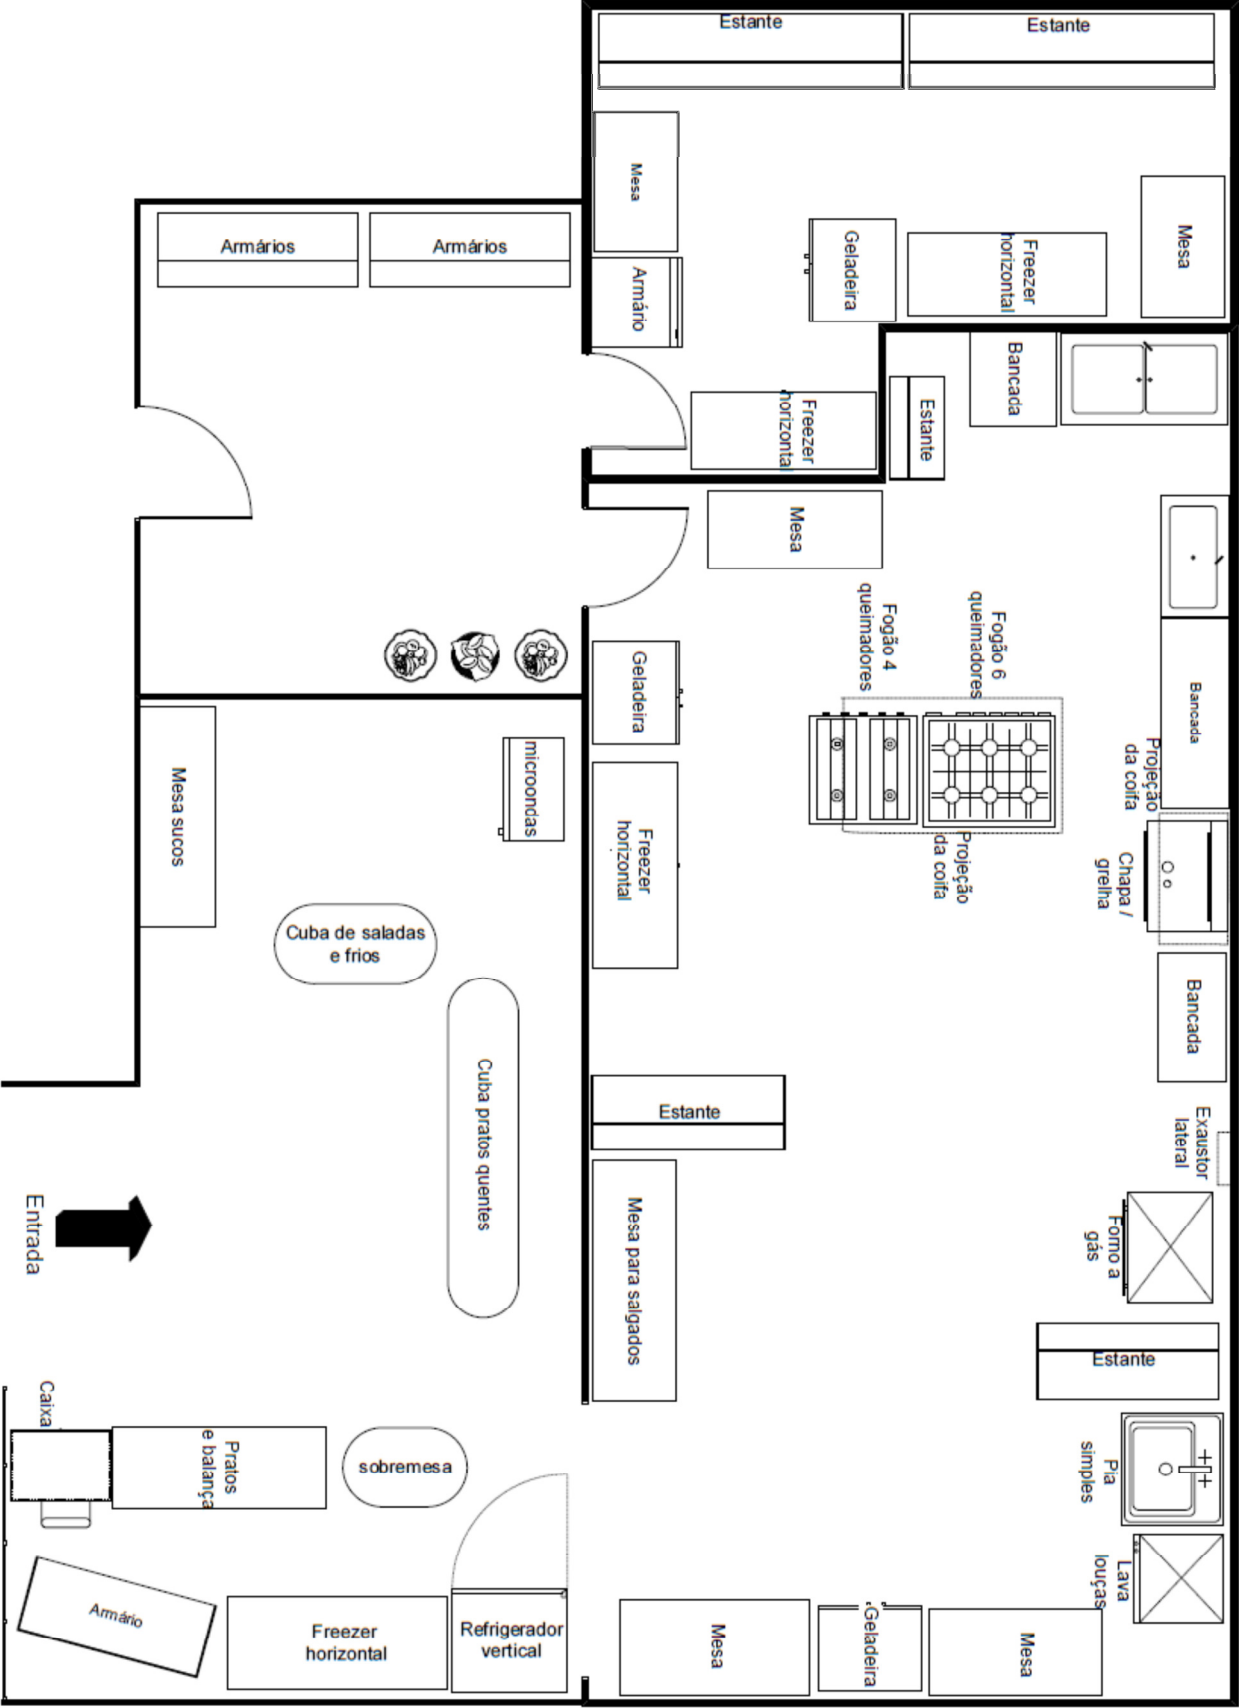 Estante
Estante
Mesa
Mesa
Armários
Armários
Armário
Geladeira
Freezer
horizontal
Bancada
Estante
Freezer
horizontal
Mesa
Fogão 4
queimadores
Fogão 6
queimadores
Geladeira
Bancada
Projeção
da coifa
microondas
Mesa sucos
Freezer
horizontal
Projeção
da coifa
Chapa /
grelha
Cuba de saladas
e frios
Bancada
Cuba pratos quentes
Estante
Exaustor
lateral
Entrada
Mesa para salgados
Forno a
gás
Estante
Caixa
Pratos
e balança
sobremesa
Pia
simples
Lava
louças
Armário
Freezer
horizontal
Refrigerador
vertical
Mesa
Geladeira
Mesa